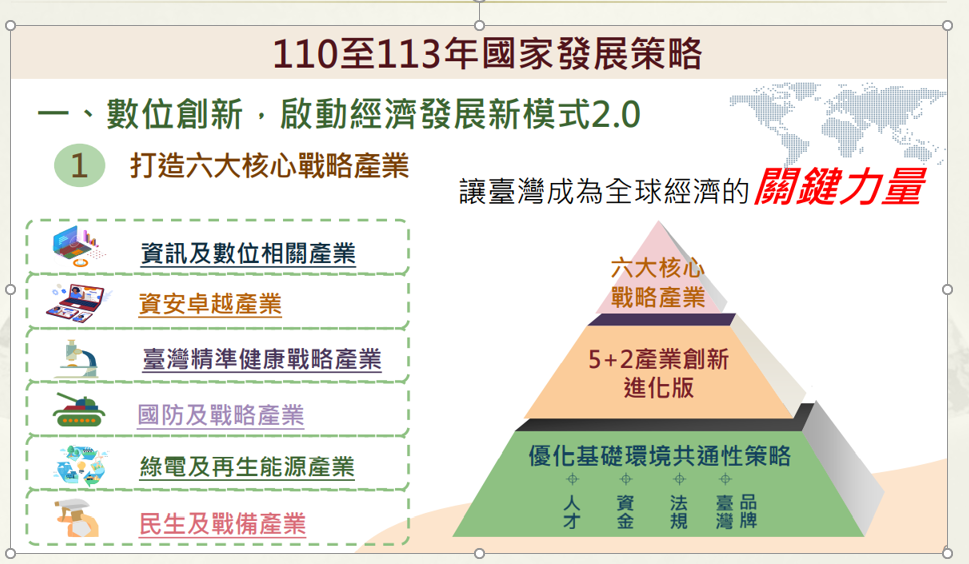 110至113年國家發展策略
一、數位創新，啟動經濟發展新模式2.0
1 打造六大核心戰略產業
讓臺灣成為全球經濟的關鍵力量
資訊及數位相關產業
資安卓越產業
臺灣精準健康戰略產業
國防及戰略產業
綠電及再生能源產業
民生及戰備產業
六大核心
戰略產業
5+2產業創新
進化版
優化基礎環境共通性策略
人才
資金
法規
臺灣品牌